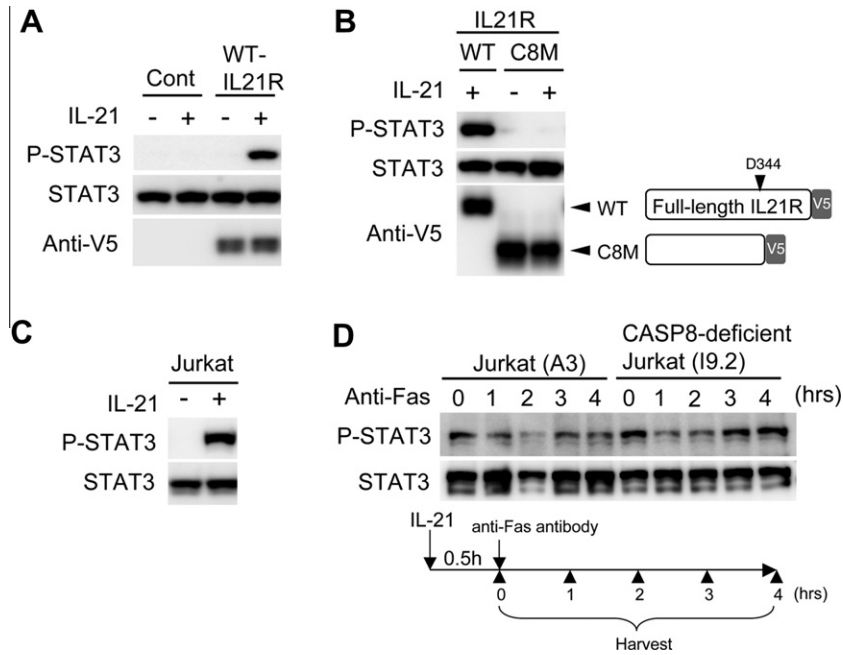 A
Cont WT-
IL21R
IL-21 - + - +
P-STAT3
STAT3
Anti-V5
B
IL21R
WT C8M
IL-21 + - +
P-STAT3
STAT3
Anti-V5
WT
C8M
D344
Full-length IL21R V5
V5
C
Jurkat
IL-21 - +
P-STAT3
STAT3
D
CASP8-deficient
Jurkat (A3) Jurkat (I9.2)
Anti-Fas 0 1 2 3 4 0 1 2 3 4 (hrs)
P-STAT3
STAT3
IL-21
anti-Fas antibody
0.5h
0 1 2 3 4 (hrs)
Harvest